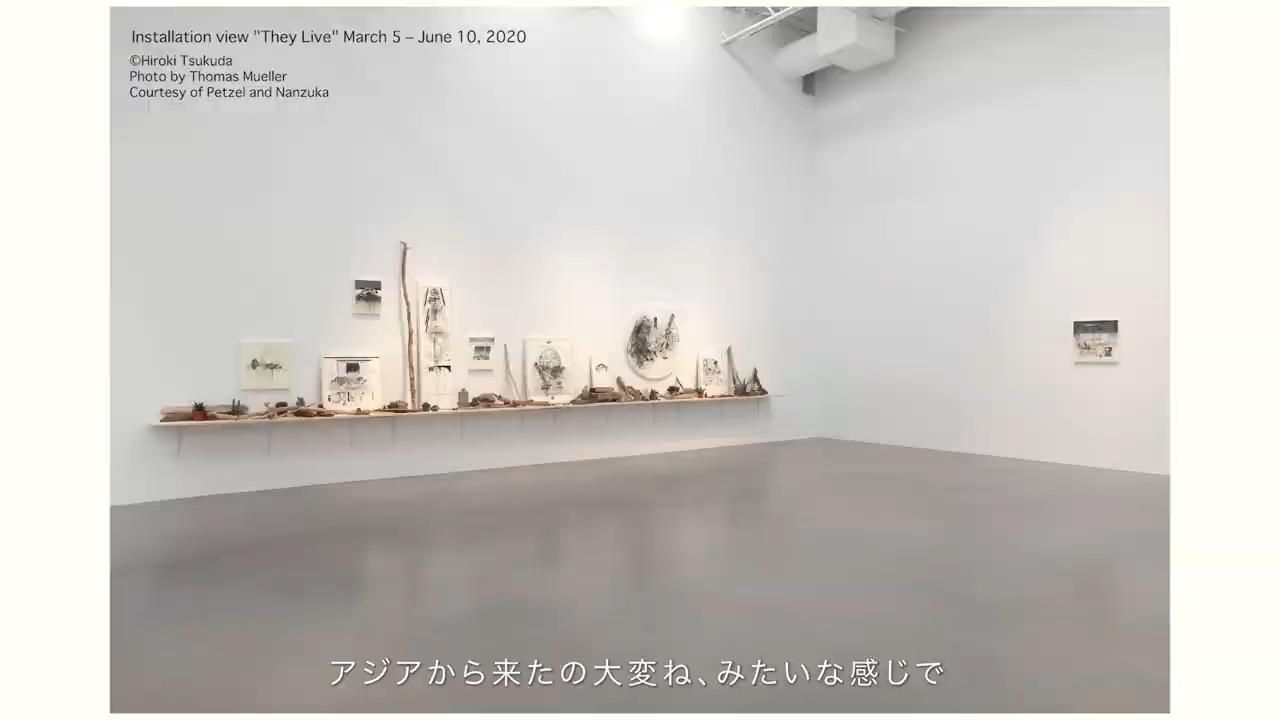 Installation view "They Live" March 5 – June 10, 2020
©Hiroki Tsukuda
Photo by Thomas Mueller
Courtesy of Petzel and Nanzuka
アジアから来たの大変ね、みたいな感じで